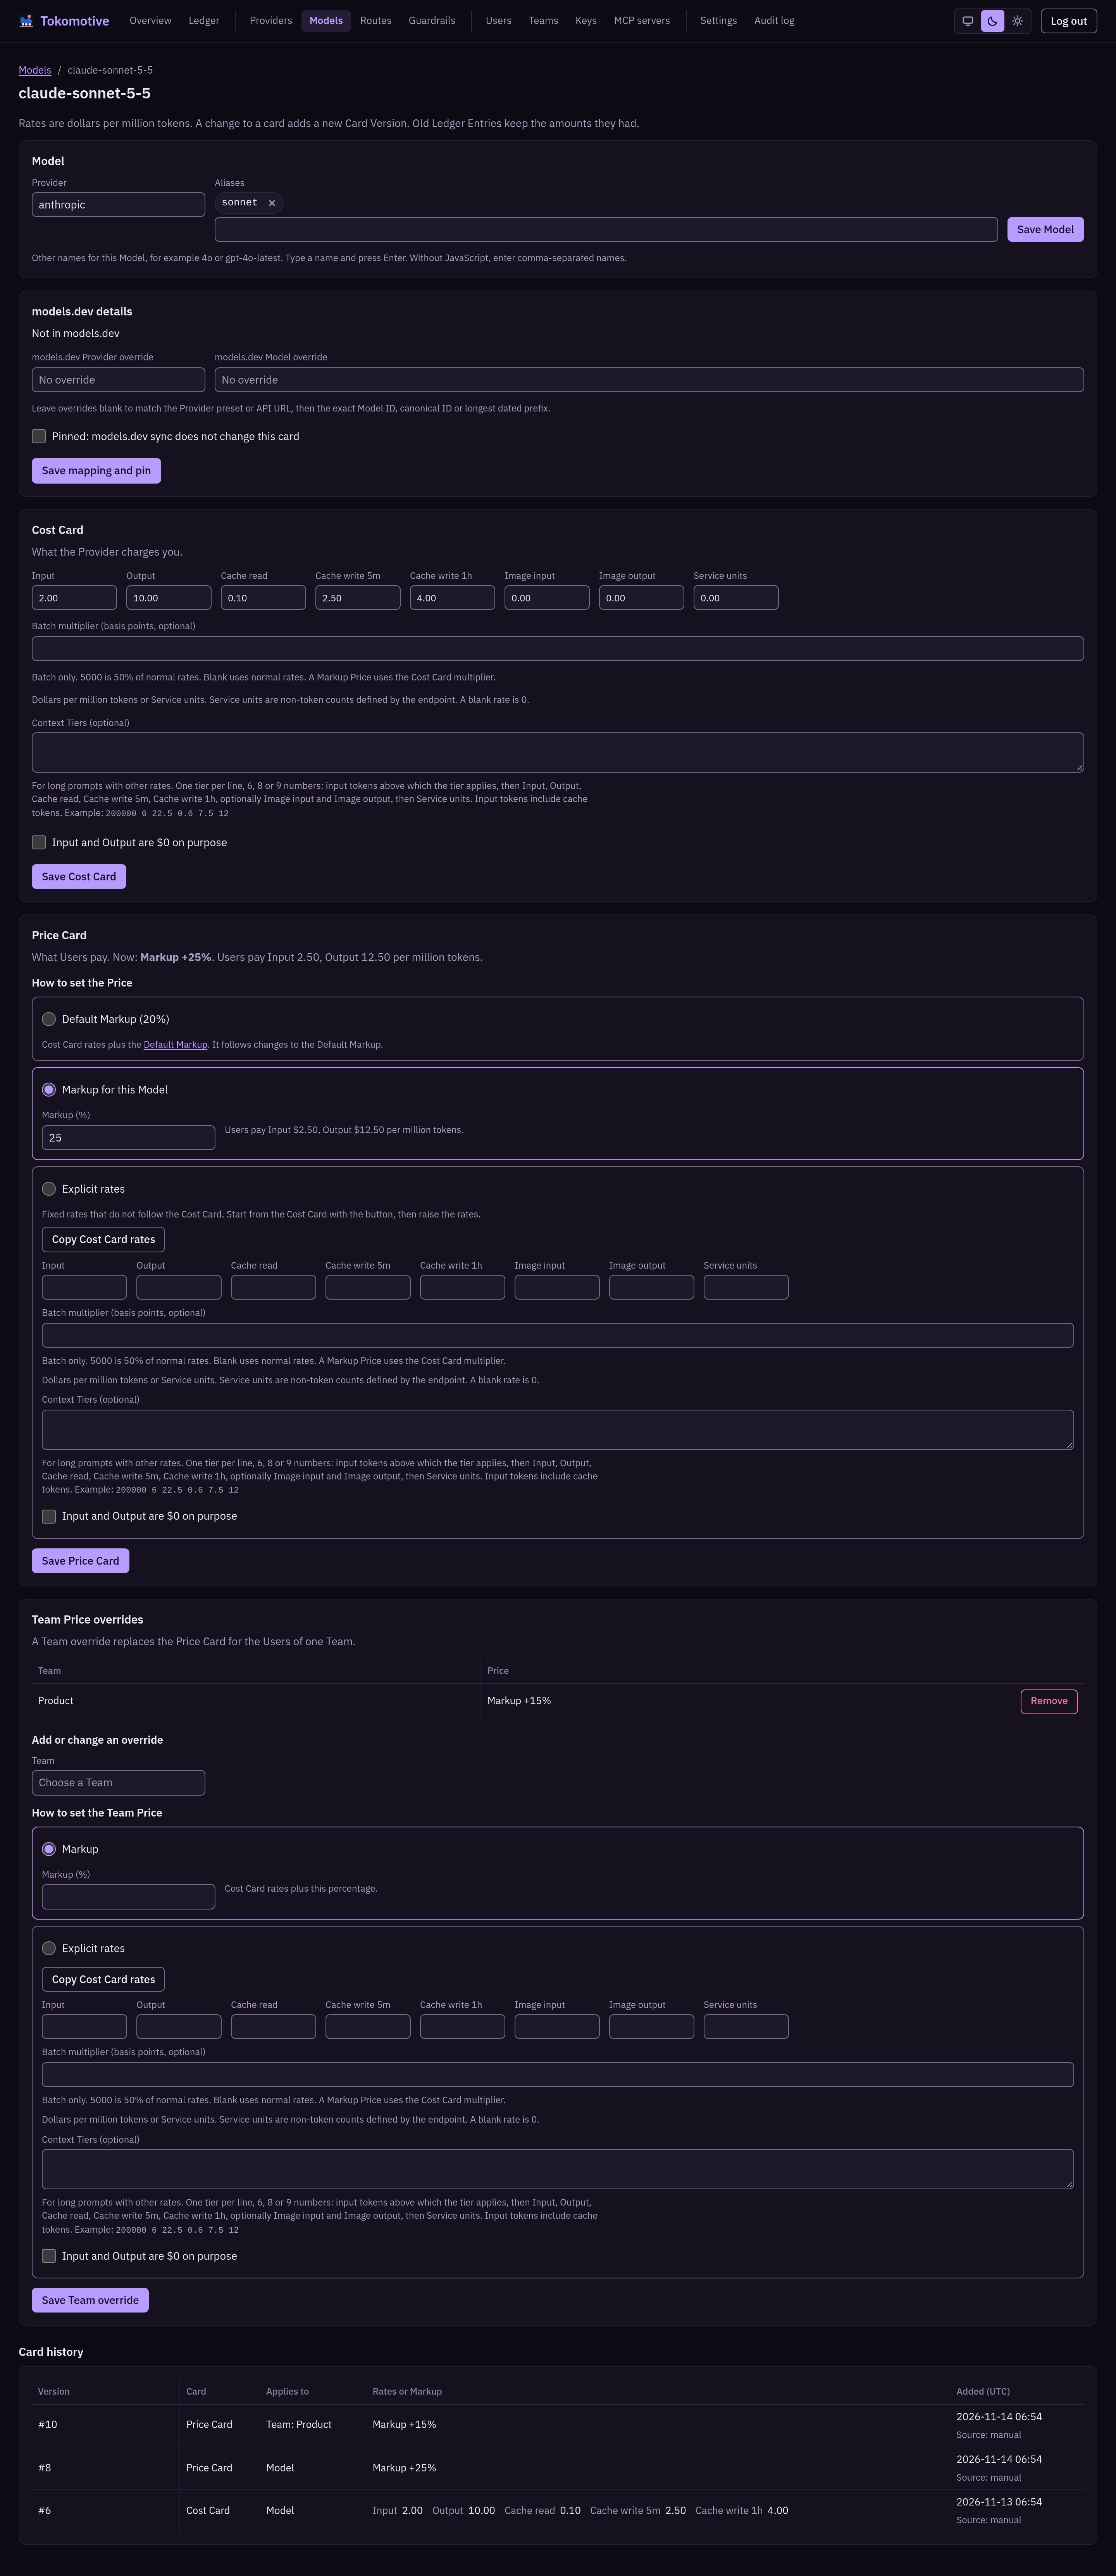 Tokomotive
Overview Ledger Providers Models Routes Guardrails Users Teams Keys MCP servers Settings Audit log Log out
Models / claude-sonnet-5-5
claude-sonnet-5-5
Rates are dollars per million tokens. A change to a card adds a new Card Version. Old Ledger Entries keep the amounts they had.
Model
Provider Aliases
anthropic sonnet ×
Save Model
Other names for this Model, for example 4o or gpt-4o-latest. Type a name and press Enter. Without JavaScript, enter comma-separated names.
models.dev details
Not in models.dev
models.dev Provider override models.dev Model override
No override No override
Leave overrides blank to match the Provider preset or API URL, then the exact Model ID, canonical ID or longest dated prefix.
Pinned: models.dev sync does not change this card
Save mapping and pin
Cost Card
What the Provider charges you.
Input Output Cache read Cache write 5m Cache write 1h Image input Image output Service units
2.00 10.00 0.10 2.50 4.00 0.00 0.00 0.00
Batch multiplier (basis points, optional)
Batch only. 5000 is 50% of normal rates. Blank uses normal rates. A Markup Price uses the Cost Card multiplier.
Dollars per million tokens or Service units. Service units are non-token counts defined by the endpoint. A blank rate is 0.
Context Tiers (optional)
For long prompts with other rates. One tier per line, 6, 8 or 9 numbers: input tokens above which the tier applies, then Input, Output,
Cache read, Cache write 5m, Cache write 1h, optionally Image input and Image output, then Service units. Input tokens include cache
tokens. Example: 200000 6 22.5 0.6 7.5 12
Input and Output are $0 on purpose
Save Cost Card
Price Card
What Users pay. Now: Markup +25%. Users pay Input 2.50, Output 12.50 per million tokens.
How to set the Price
Default Markup (20%)
Cost Card rates plus the Default Markup. It follows changes to the Default Markup.
Markup for this Model
Markup (%)
25 Users pay Input $2.50, Output $12.50 per million tokens.
Explicit rates
Fixed rates that do not follow the Cost Card. Start from the Cost Card with the button, then raise the rates.
Copy Cost Card rates
Input Output Cache read Cache write 5m Cache write 1h Image input Image output Service units
Batch multiplier (basis points, optional)
Batch only. 5000 is 50% of normal rates. Blank uses normal rates. A Markup Price uses the Cost Card multiplier.
Dollars per million tokens or Service units. Service units are non-token counts defined by the endpoint. A blank rate is 0.
Context Tiers (optional)
For long prompts with other rates. One tier per line, 6, 8 or 9 numbers: input tokens above which the tier applies, then Input, Output,
Cache read, Cache write 5m, Cache write 1h, optionally Image input and Image output, then Service units. Input tokens include cache
tokens. Example: 200000 6 22.5 0.6 7.5 12
Input and Output are $0 on purpose
Save Price Card
Team Price overrides
A Team override replaces the Price Card for the Users of one Team.
Team Price
Product Markup +15% Remove
Add or change an override
Team
Choose a Team
How to set the Team Price
Markup
Markup (%)
Cost Card rates plus this percentage.
Explicit rates
Copy Cost Card rates
Input Output Cache read Cache write 5m Cache write 1h Image input Image output Service units
Batch multiplier (basis points, optional)
Batch only. 5000 is 50% of normal rates. Blank uses normal rates. A Markup Price uses the Cost Card multiplier.
Dollars per million tokens or Service units. Service units are non-token counts defined by the endpoint. A blank rate is 0.
Context Tiers (optional)
For long prompts with other rates. One tier per line, 6, 8 or 9 numbers: input tokens above which the tier applies, then Input, Output,
Cache read, Cache write 5m, Cache write 1h, optionally Image input and Image output, then Service units. Input tokens include cache
tokens. Example: 200000 6 22.5 0.6 7.5 12
Input and Output are $0 on purpose
Save Team override
Card history
Version Card Applies to Rates or Markup Added (UTC)
#10 Price Card Team: Product Markup +15% 2026-11-14 06:54
Source: manual
#8 Price Card Model Markup +25% 2026-11-14 06:54
Source: manual
#6 Cost Card Model Input 2.00 Output 10.00 Cache read 0.10 Cache write 5m 2.50 Cache write 1h 4.00 2026-11-13 06:54
Source: manual